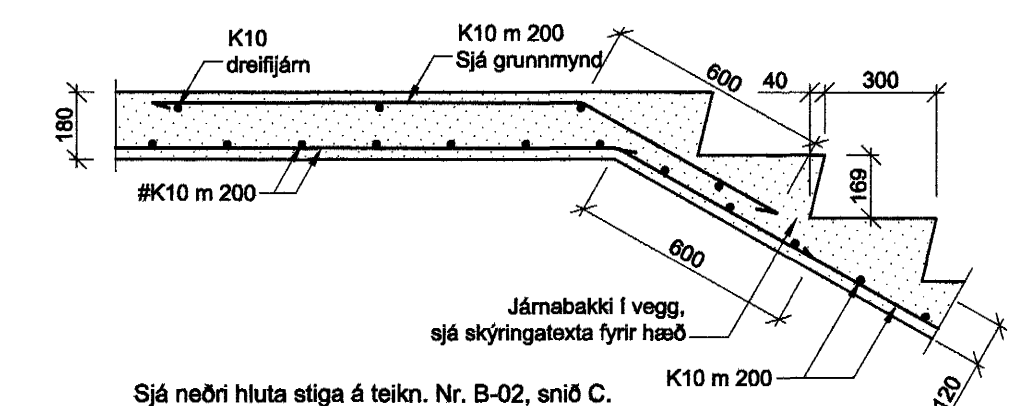 K10
dreifijárn
K10 m 200
Sjá grunnmynd
600
40
300
180
169
#K10 m 200
600
Járnabakki í vegg,
sjá skýringatexta fyrir hæð
K10 m 200
120
Sjá neðri hluta stiga á teikn. Nr. B-02, snið C.